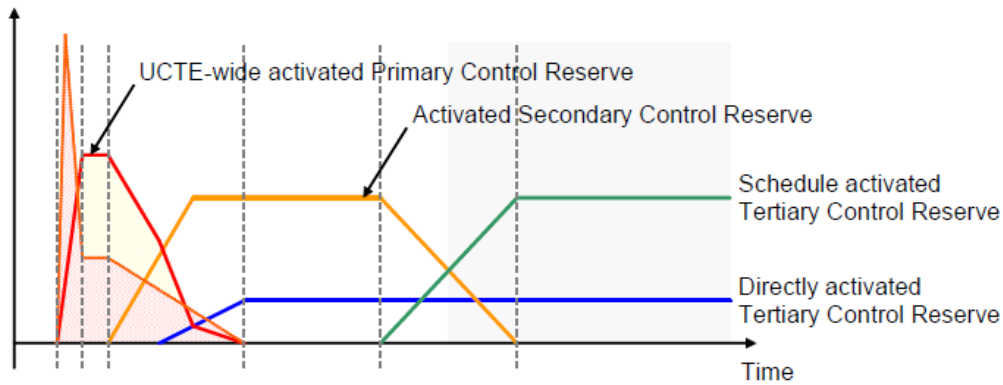 UCTE-wide activated Primary Control Reserve
Activated Secondary Control Reserve
Schedule activated
Tertiary Control Reserve
Directly activated
Tertiary Control Reserve
Time